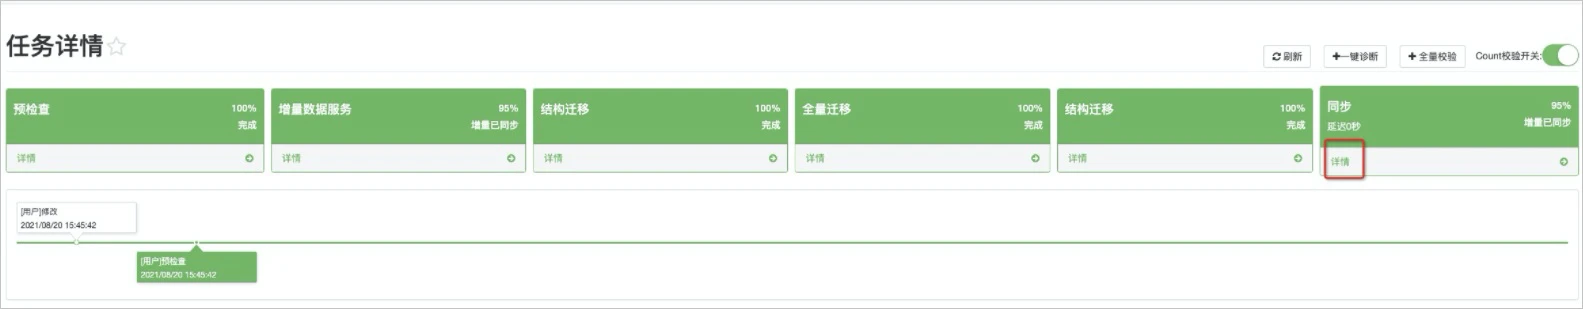 任务详情
刷新
一键诊断
全量校验
Count校验开关:
预检查
100%
完成
详情
增量数据服务
95%
增量已同步
详情
结构迁移
100%
完成
详情
全量迁移
100%
完成
详情
结构迁移
100%
完成
详情
同步
95%
延迟0秒
增量已同步
详情
[用户]修改
2021/08/20 15:45:42
[用户]预检查
2021/08/20 15:45:42